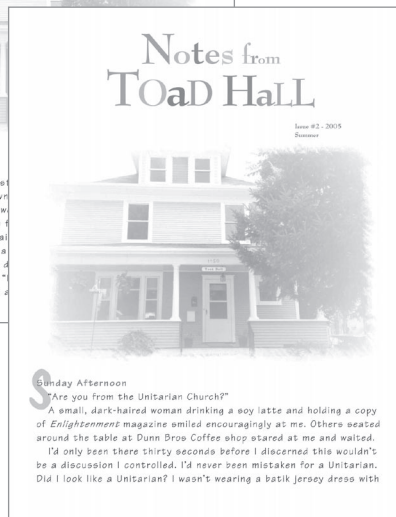 Notes from
TOaD HaLL
Issue #2 - 2005
Summer
Sunday Afternoon
"Are you from the Unitarian Church?"
A small, dark-haired woman drinking a soy latte and holding a copy
of Enlightenment magazine smiled encouragingly at me. Others seated
around the table at Dunn Bros Coffee shop stared at me and waited.
I'd only been there thirty seconds before I discerned this wouldn't
be a discussion I controlled. I'd never been mistaken for a Unitarian.
Did I look like a Unitarian? I wasn't wearing a batik jersey dress with